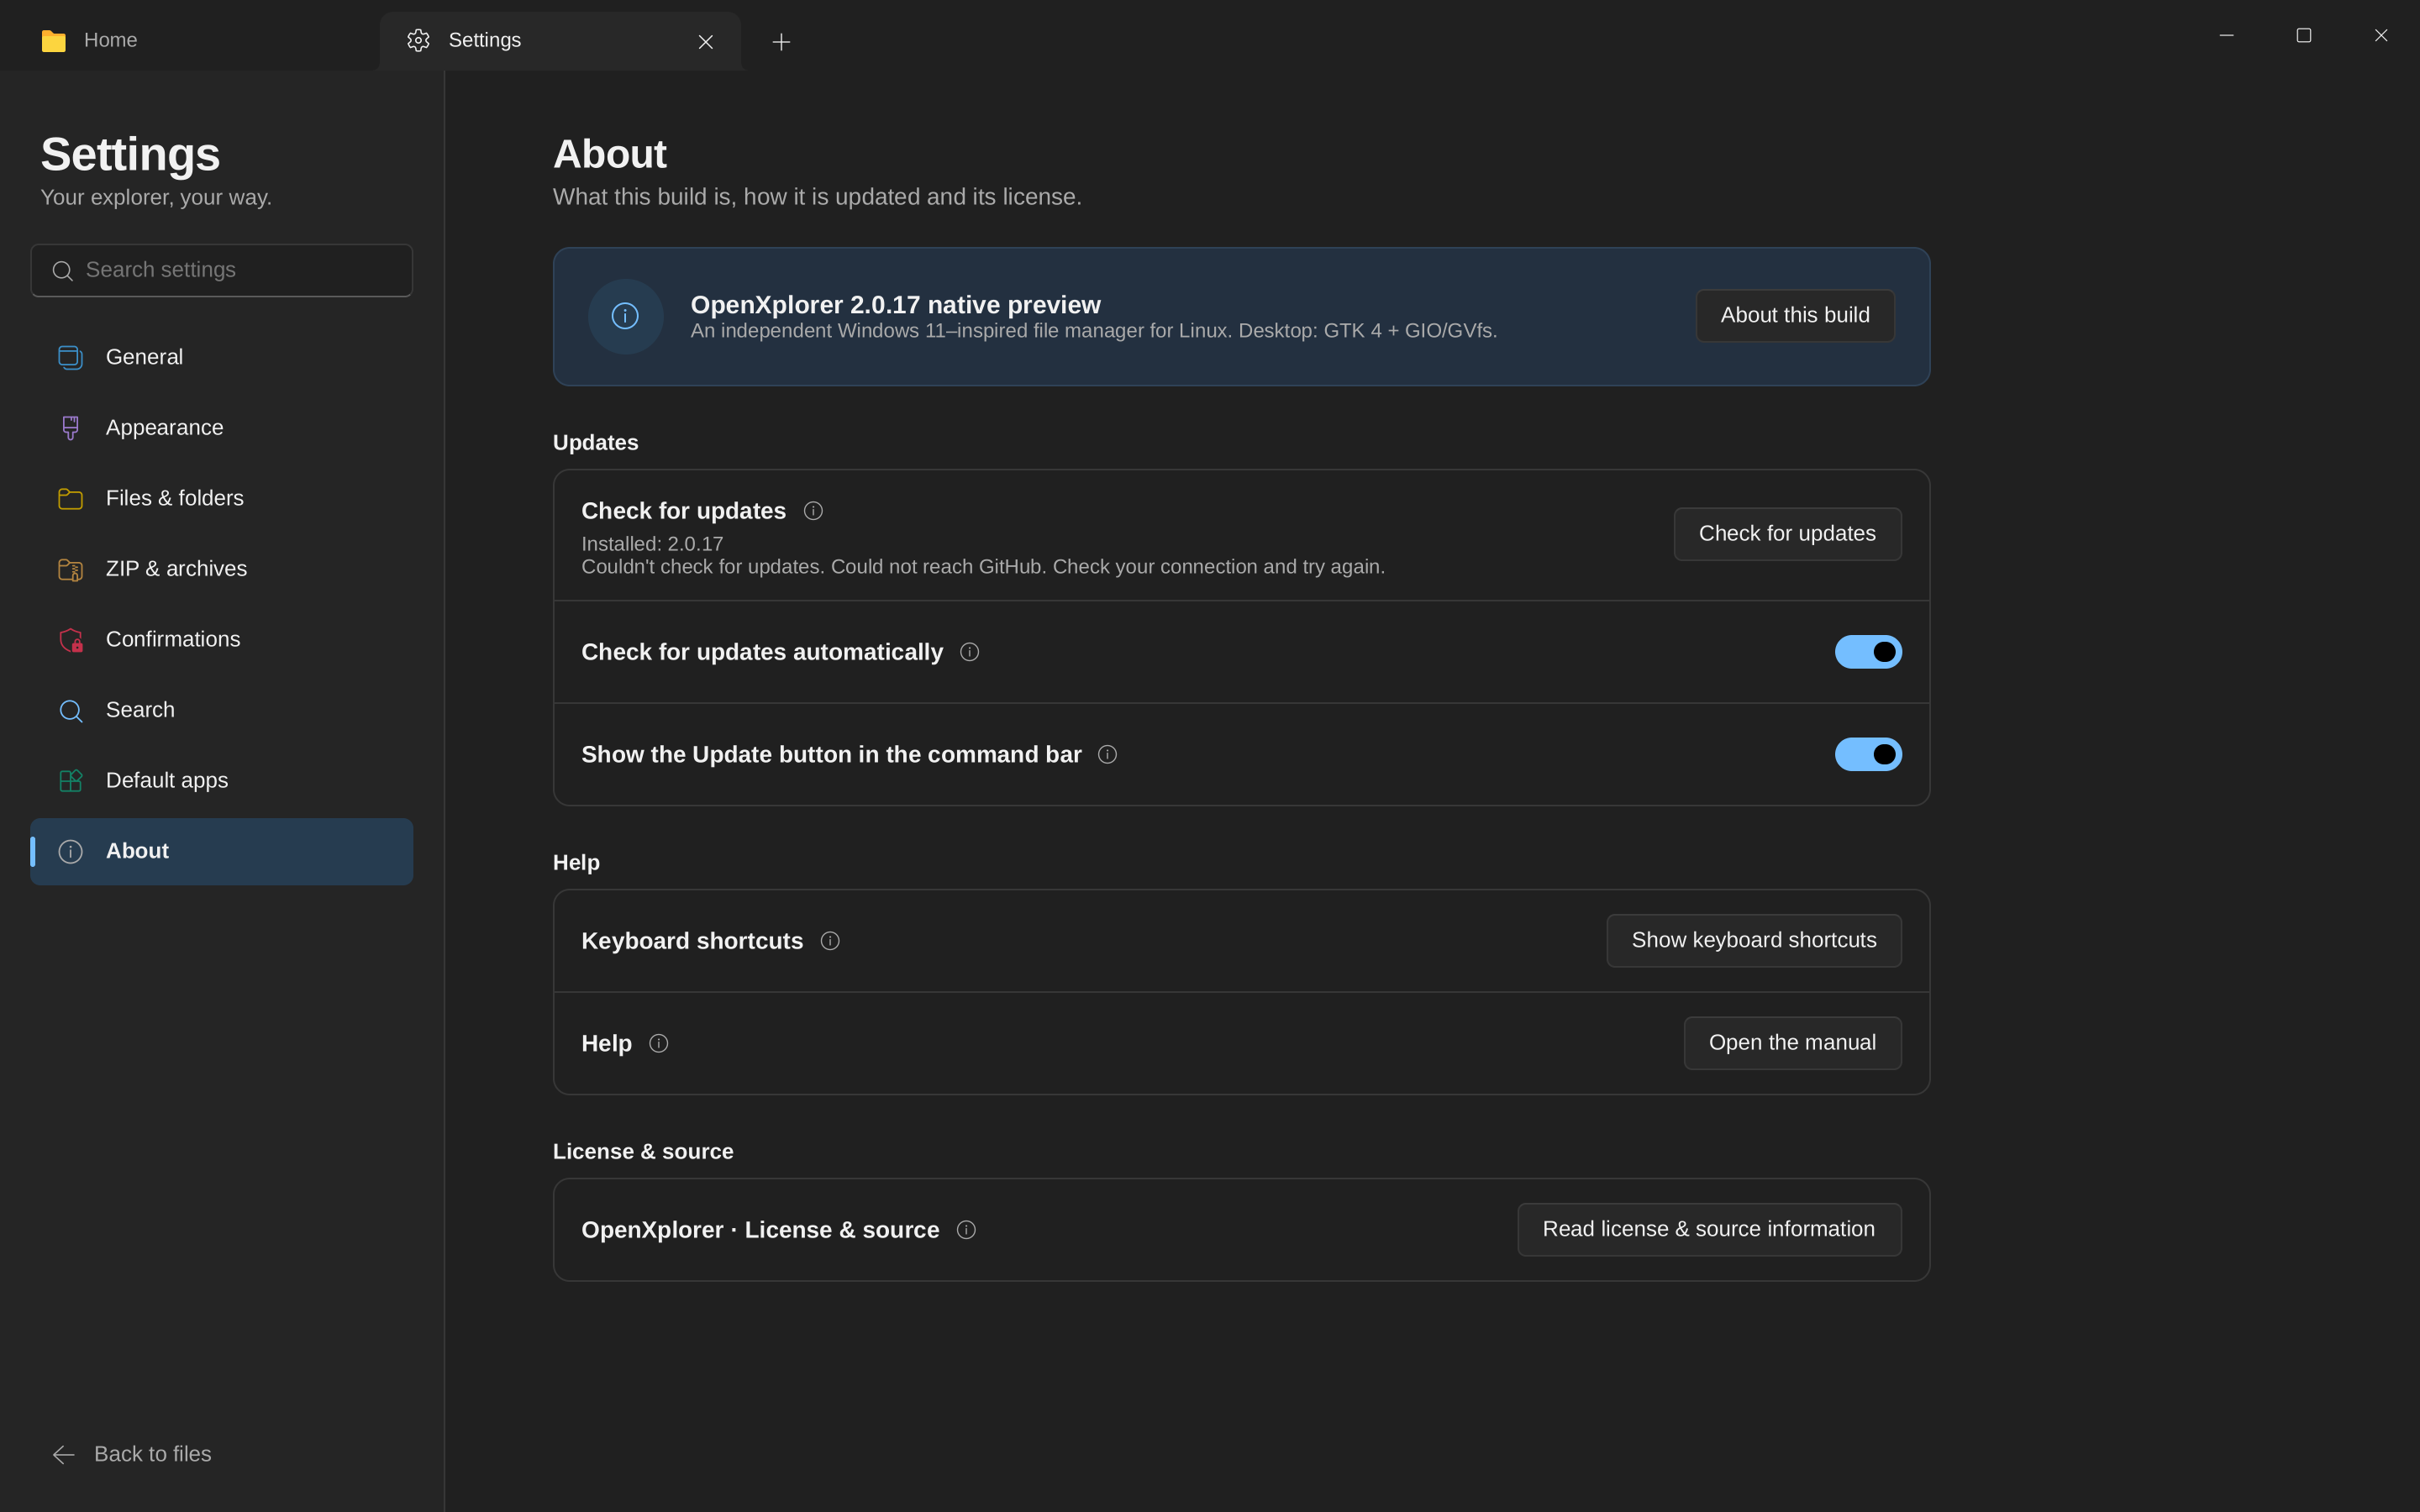 Home
Settings
Settings
Your explorer, your way.
Search settings
General
Appearance
Files & folders
ZIP & archives
Confirmations
Search
Default apps
About
Back to files
About
What this build is, how it is updated and its license.
OpenXplorer 2.0.17 native preview
An independent Windows 11–inspired file manager for Linux. Desktop: GTK 4 + GIO/GVfs.
About this build
Updates
Check for updates
Installed: 2.0.17
Couldn't check for updates. Could not reach GitHub. Check your connection and try again.
Check for updates
Check for updates automatically
Show the Update button in the command bar
Help
Keyboard shortcuts
Show keyboard shortcuts
Help
Open the manual
License & source
OpenXplorer · License & source
Read license & source information